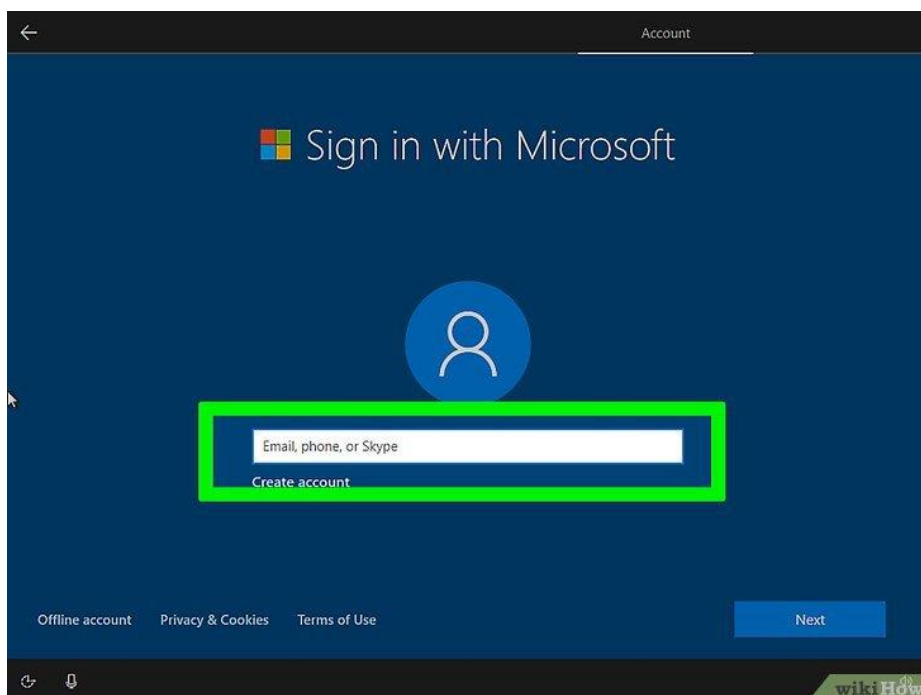 Account
Sign in with Microsoft
Email, phone, or Skype
Create account
Offline account Privacy & Cookies Terms of Use Next
wikiHow